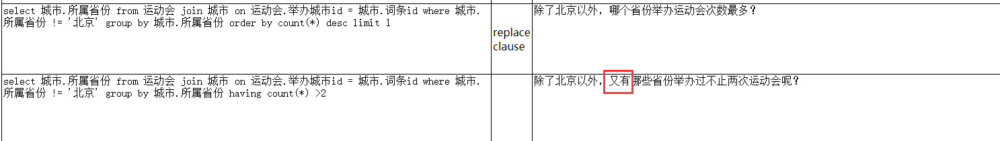 select 城市.所属省份 from 运动会 join 城市 on 运动会.举办城市id = 城市.词条id where 城市.
所属省份 != '北京' group by 城市.所属省份 order by count(*) desc limit 1
replace
clause
除了北京以外，哪个省份举办运动会次数最多？
select 城市.所属省份 from 运动会 join 城市 on 运动会.举办城市id = 城市.词条id where 城市.
所属省份 != '北京' group by 城市.所属省份 having count(*) >2
除了北京以外，又有哪些省份举办过不止两次运动会呢？